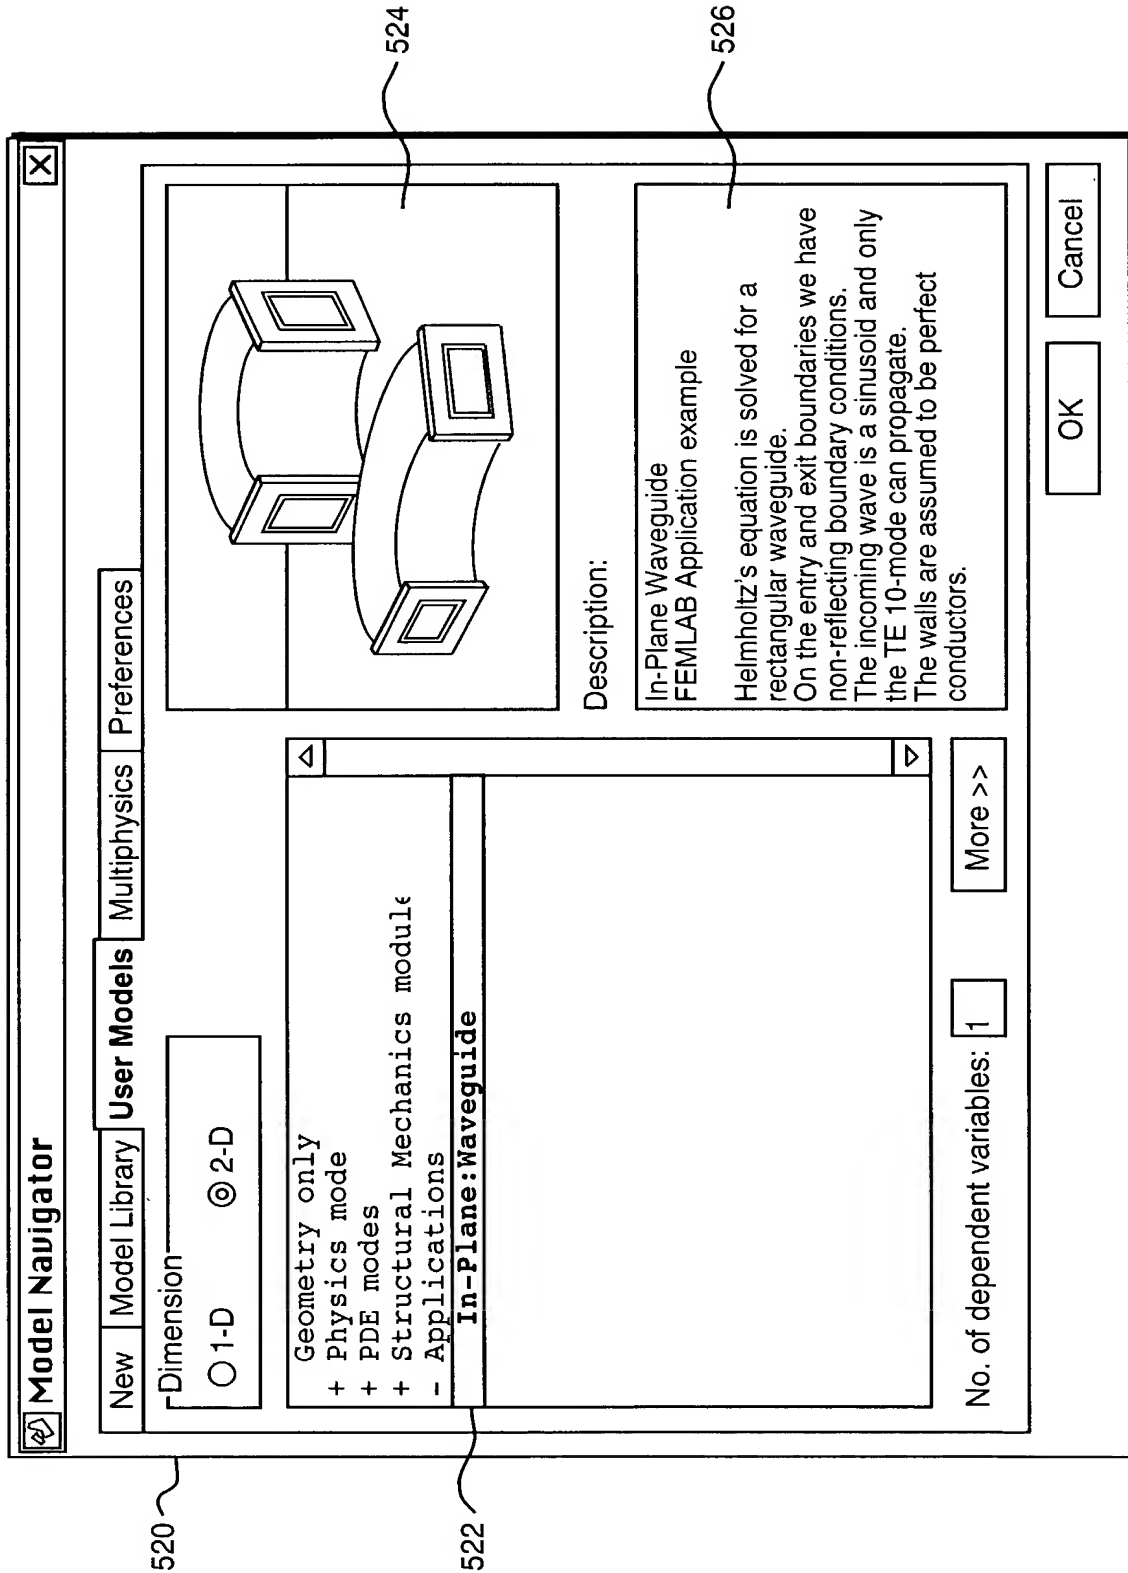 Model Navigator
X
New
Model Library
User Models
Multiphysics
Preferences
Dimension
1-D
2-D
Geometry only
+ Physics mode
+ PDE modes
+ Structural Mechanics module
- Applications
In-Plane:Waveguide
No. of dependent variables: 1
More >>
Description:
In-Plane Waveguide
FEMLAB Application example
Helmholtz's equation is solved for a
rectangular waveguide.
On the entry and exit boundaries we have
non-reflecting boundary conditions.
The incoming wave is a sinusoid and only
the TE 10-mode can propagate.
The walls are assumed to be perfect
conductors.
OK
Cancel
520
522
524
526